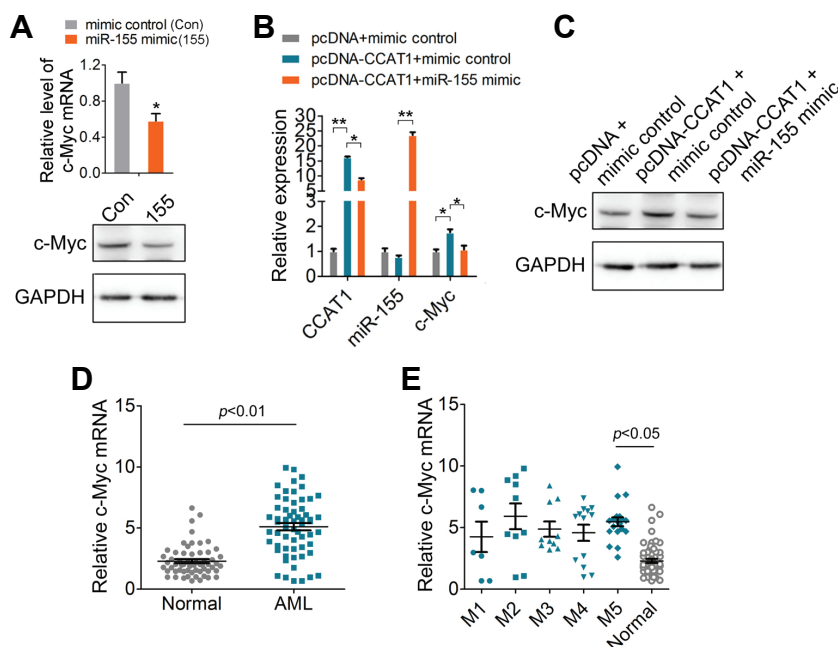 A
mimic control (Con)
miR-155 mimic(155)
Relative level of
c-Myc mRNA
1.2
0.8
0.4
0.0
*
Con
155
c-Myc
GAPDH
B
pcDNA+mimic control
pcDNA-CCAT1+mimic control
pcDNA-CCAT1+miR-155 mimic
Relative expression
30
25
20
15
10
5
3
2
1
0
**
*
**
*
*
CCAT1
miR-155
c-Myc
C
pcDNA +
mimic control
pcDNA-CCAT1 +
mimic control
pcDNA-CCAT1 +
miR-155 mimic
c-Myc
GAPDH
D
Relative c-Myc mRNA
15
10
5
0
p<0.01
Normal
AML
E
Relative c-Myc mRNA
15
10
5
0
p<0.05
M1
M2
M3
M4
M5
Normal